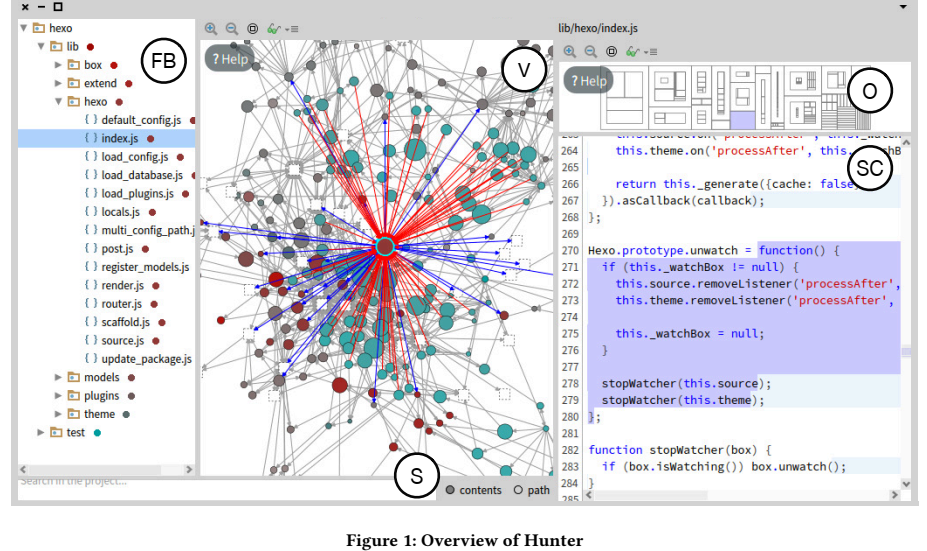 hexo
lib
box
extend
hexo
default_config.js
{ } index.js
{ } load_config.js
{ } load_database.js
{ } load_plugins.js
{ } locals.js
{ } multi_config_path.j
{ } post.js
{ } register_models.js
{ } render.js
{ } router.js
{ } scaffold.js
{ } source.js
{ } update_package.js
models
plugins
theme
test
FB
Search in the project...
? Help
V
S
contents
path
lib/hexo/index.js
? Help
O
SC
264 this.theme.on('processAfter', this.
265
266 return this._generate({cache: false
267 }).asCallback(callback);
268 };
270 Hexo.prototype.unwatch = function() {
271 if (this._watchBox != null) {
272 this.source.removeListener('processAfter',
273 this.theme.removeListener('processAfter',
274
275 this._watchBox = null;
276 }
277
278 stopWatcher(this.source);
279 stopWatcher(this.theme);
280 };
281
282 function stopWatcher(box) {
283 if (box.isWatching()) box.unwatch();
284 }
285
Figure 1: Overview of Hunter